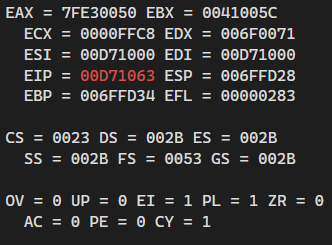 EAX = 7FE30050 EBX = 0041005C
ECX = 0000FFC8 EDX = 006F0071
ESI = 00D71000 EDI = 00D71000
EIP = 00D71063 ESP = 006FFD28
EBP = 006FFD34 EFL = 00000283
CS = 0023 DS = 002B ES = 002B
SS = 002B FS = 0053 GS = 002B
OV = 0 UP = 0 EI = 1 PL = 1 ZR = 0
AC = 0 PE = 0 CY = 1